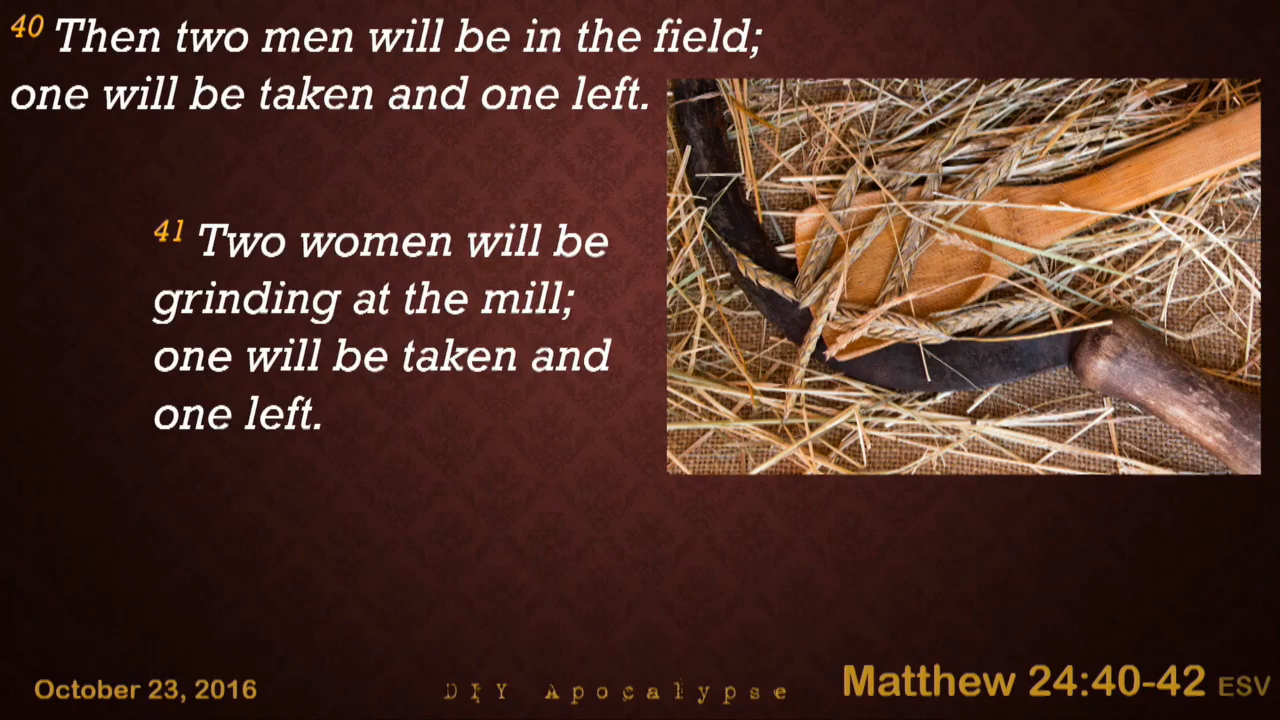 40 Then two men will be in the field;
one will be taken and one left.
41 Two women will be
grinding at the mill;
one will be taken and
one left.
October 23, 2016
DIY Apocalypse
Matthew 24:40-42 ESV